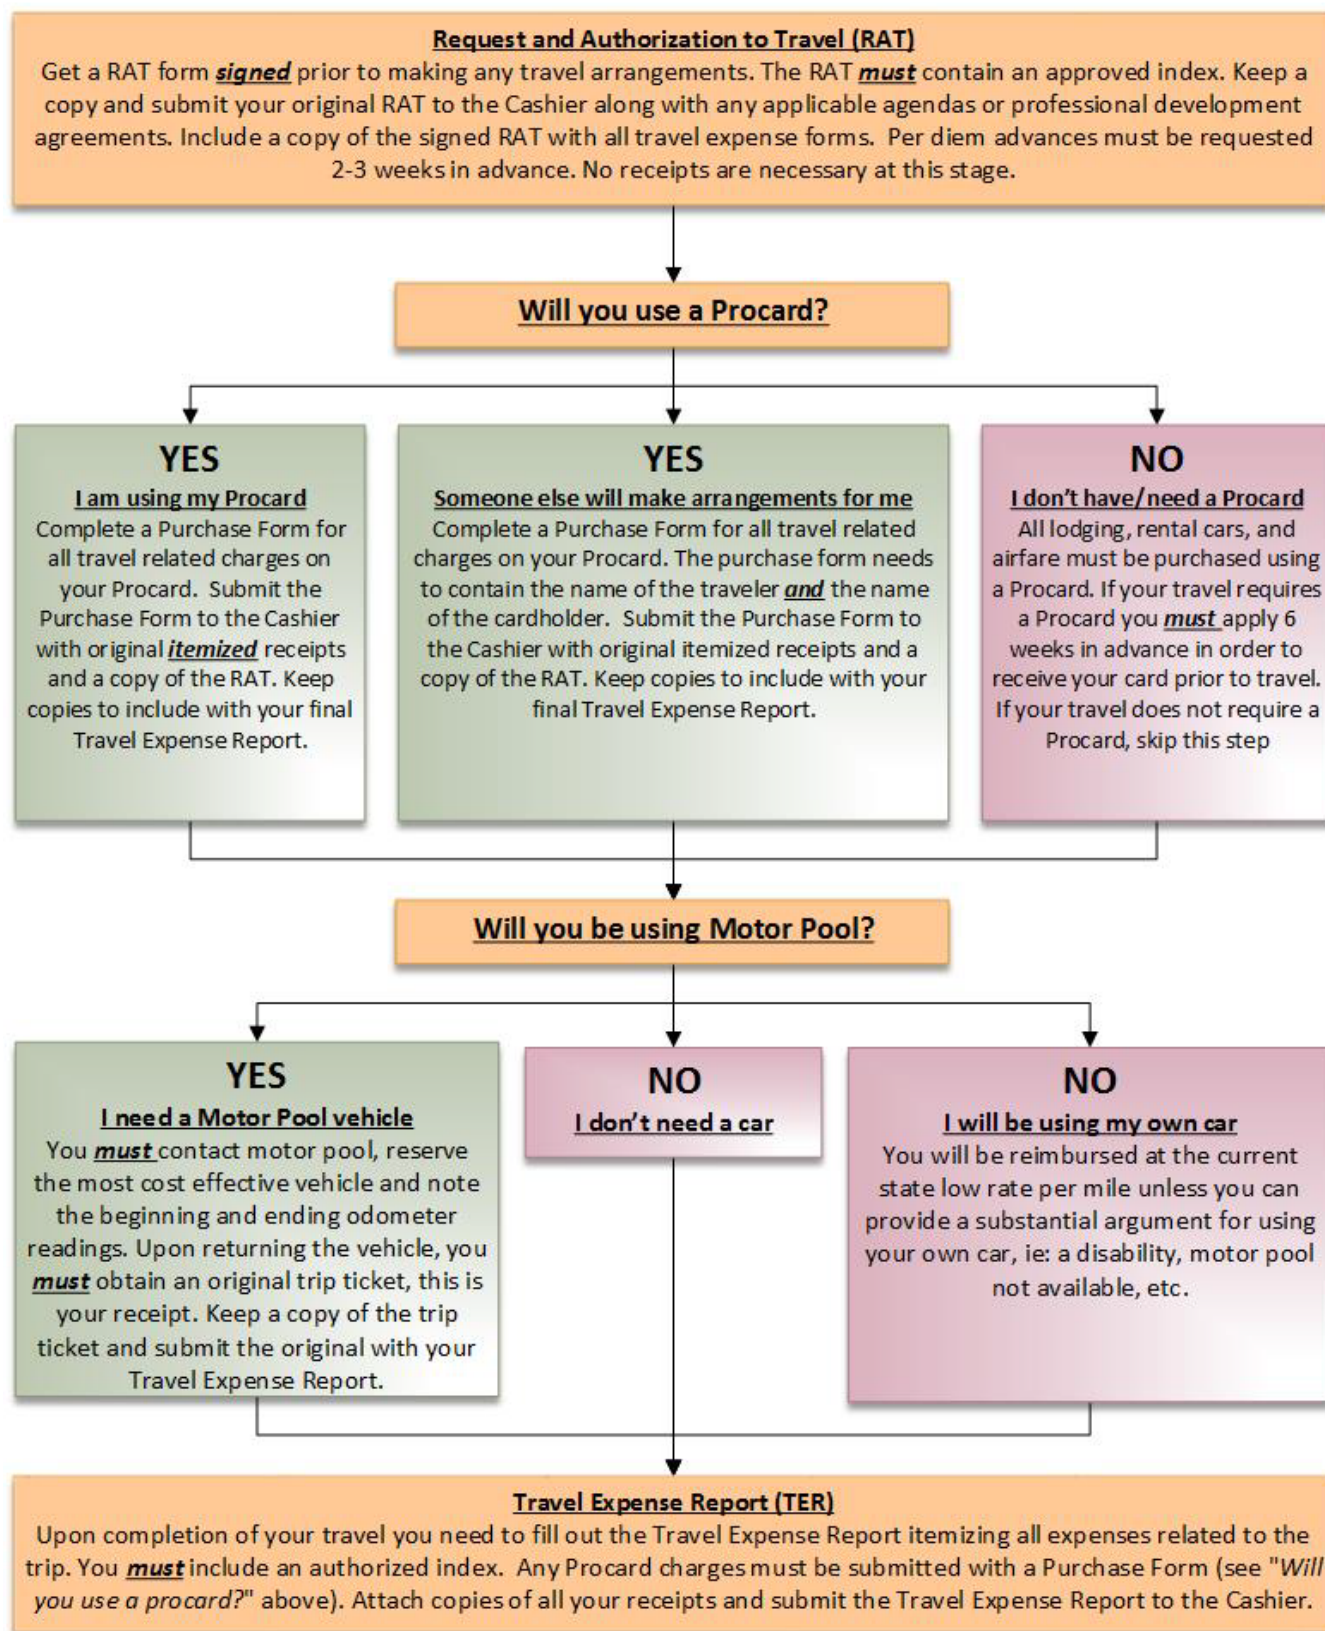 Request and Authorization to Travel (RAT)
Get a RAT form signed prior to making any travel arrangements. The RAT must contain an approved index. Keep a
copy and submit your original RAT to the Cashier along with any applicable agendas or professional development
agreements. Include a copy of the signed RAT with all travel expense forms. Per diem advances must be requested
2-3 weeks in advance. No receipts are necessary at this stage.
Will you use a Procard?
YES
I am using my Procard
Complete a Purchase Form for
all travel related charges on
your Procard. Submit the
Purchase Form to the Cashier
with original itemized receipts
and a copy of the RAT. Keep
copies to include with your final
Travel Expense Report.
YES
Someone else will make arrangements for me
Complete a Purchase Form for all travel related
charges on your Procard. The purchase form needs
to contain the name of the traveler and the name
of the cardholder. Submit the Purchase Form to
the Cashier with original itemized receipts and a
copy of the RAT. Keep copies to include with your
final Travel Expense Report.
NO
I don't have/need a Procard
All lodging, rental cars, and
airfare must be purchased using
a Procard. If your travel requires
a Procard you must apply 6
weeks in advance in order to
receive your card prior to travel.
If your travel does not require a
Procard, skip this step
Will you be using Motor Pool?
YES
I need a Motor Pool vehicle
You must contact motor pool, reserve
the most cost effective vehicle and note
the beginning and ending odometer
readings. Upon returning the vehicle, you
must obtain an original trip ticket, this is
your receipt. Keep a copy of the trip
ticket and submit the original with your
Travel Expense Report.
NO
I don't need a car
NO
I will be using my own car
You will be reimbursed at the current
state low rate per mile unless you can
provide a substantial argument for using
your own car, ie: a disability, motor pool
not available, etc.
Travel Expense Report (TER)
Upon completion of your travel you need to fill out the Travel Expense Report itemizing all expenses related to the
trip. You must include an authorized index. Any Procard charges must be submitted with a Purchase Form (see "Will
you use a procard?" above). Attach copies of all your receipts and submit the Travel Expense Report to the Cashier.